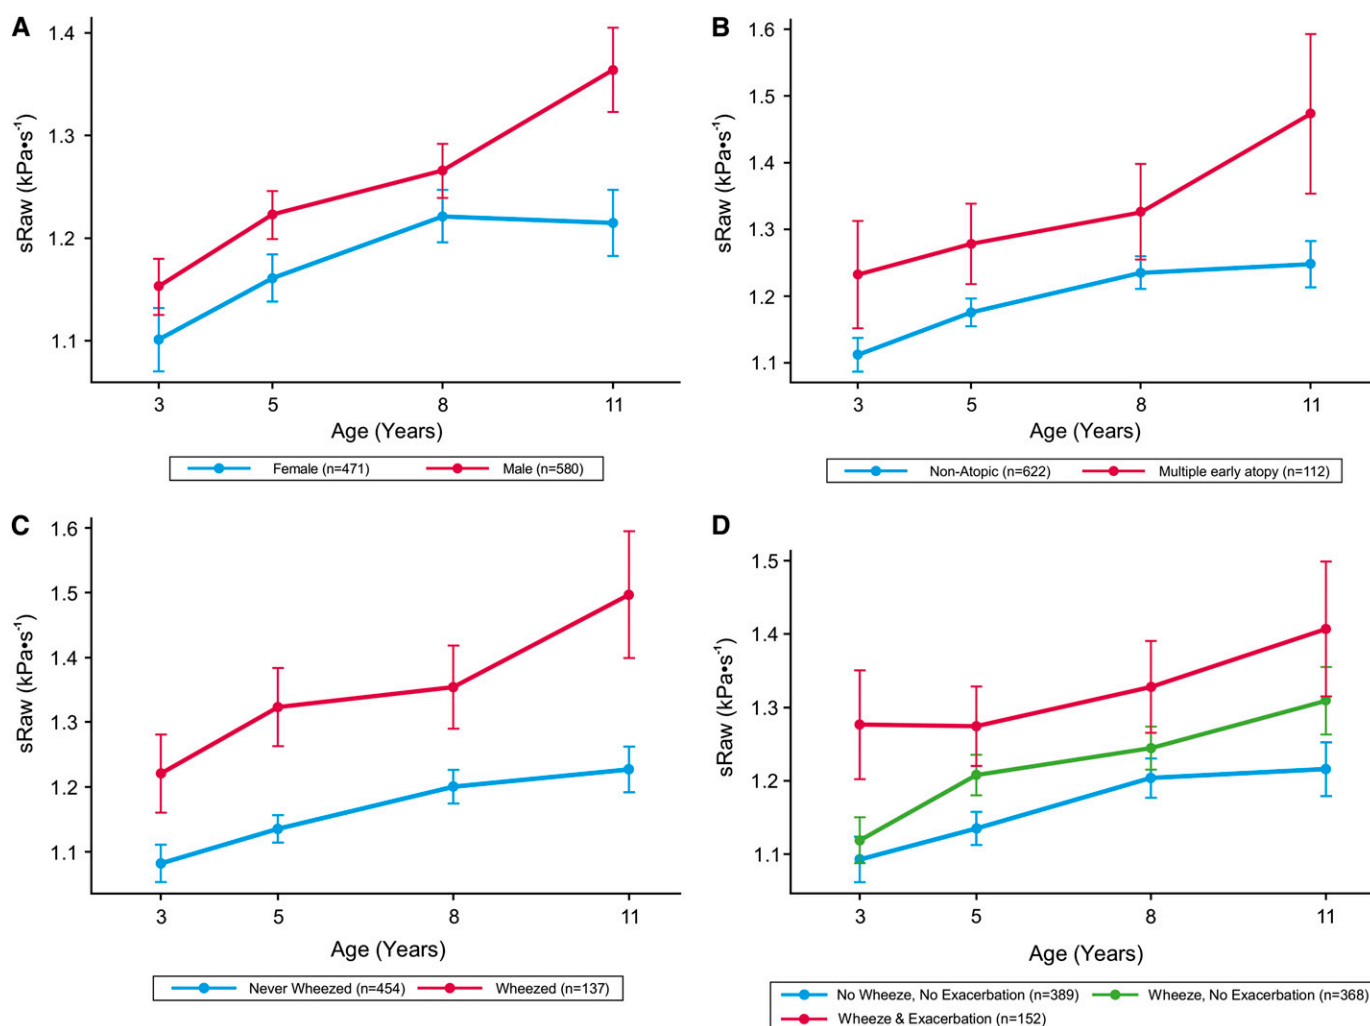 A
1.4
1.3
1.2
1.1
sRaw (kPa•s⁻¹)
3 5 8 11
Age (Years)
Female (n=471) Male (n=580)
B
1.6
1.5
1.4
1.3
1.2
1.1
sRaw (kPa•s⁻¹)
3 5 8 11
Age (Years)
Non-Atopic (n=622) Multiple early atopy (n=112)
C
1.6
1.5
1.4
1.3
1.2
1.1
sRaw (kPa•s⁻¹)
3 5 8 11
Age (Years)
Never Wheezed (n=454) Wheezed (n=137)
D
1.5
1.4
1.3
1.2
1.1
sRaw (kPa•s⁻¹)
3 5 8 11
Age (Years)
No Wheeze, No Exacerbation (n=389) Wheeze, No Exacerbation (n=368)
Wheeze & Exacerbation (n=152)